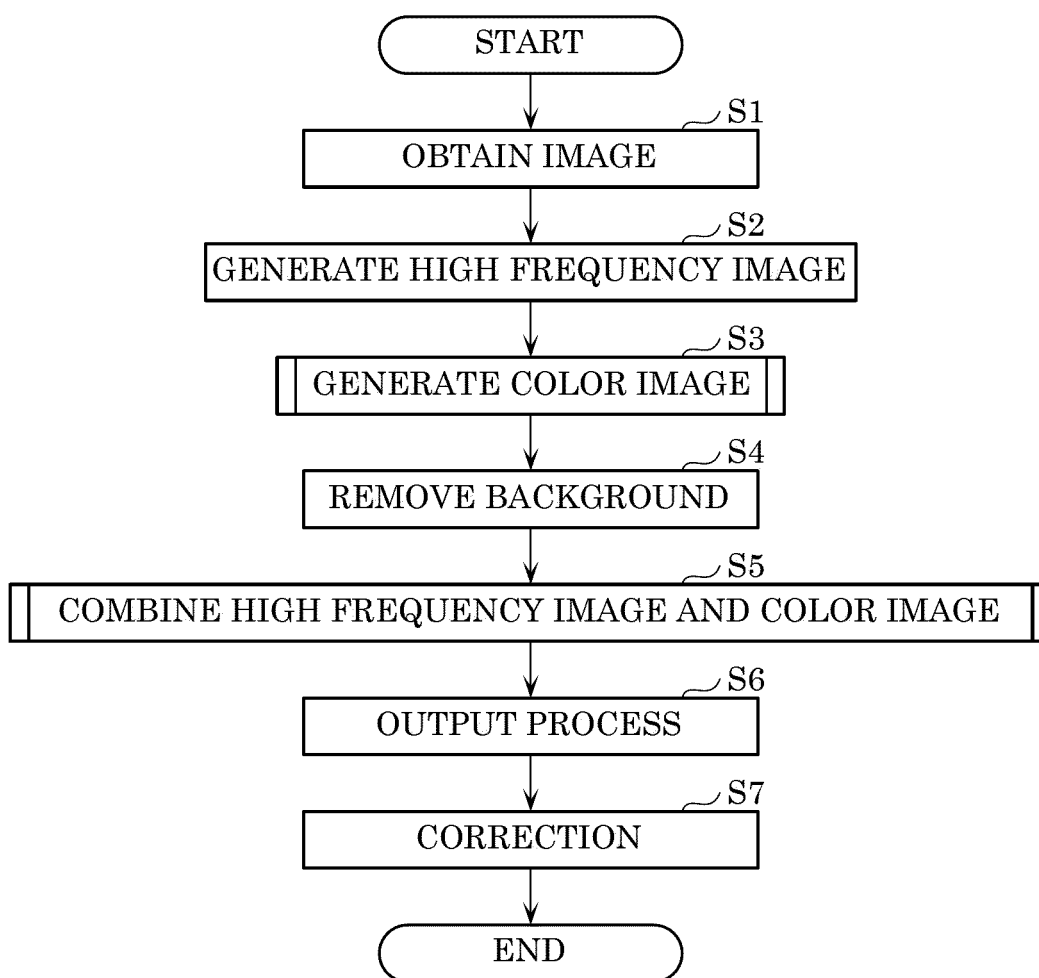 START
S1
OBTAIN IMAGE
S2
GENERATE HIGH FREQUENCY IMAGE
S3
GENERATE COLOR IMAGE
S4
REMOVE BACKGROUND
S5
COMBINE HIGH FREQUENCY IMAGE AND COLOR IMAGE
S6
OUTPUT PROCESS
S7
CORRECTION
END